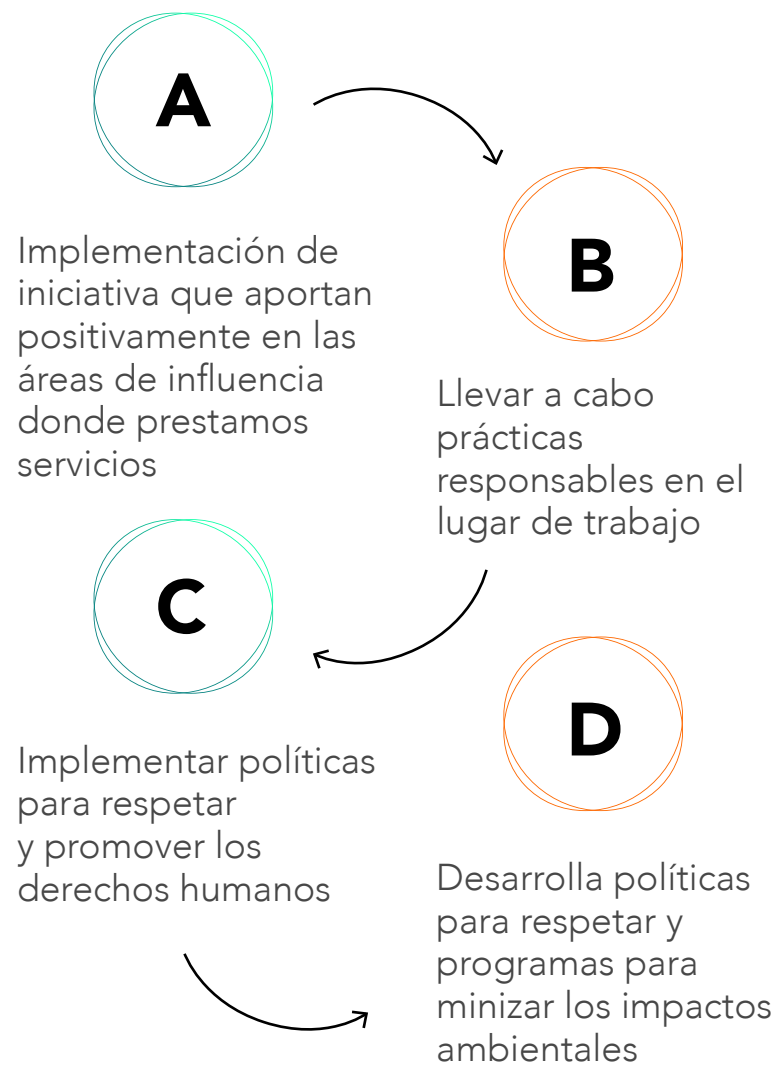 A
Implementación de
iniciativa que aportan
positivamente en las
áreas de influencia
donde prestamos
servicios
B
Llevar a cabo
prácticas
responsables en el
lugar de trabajo
C
Implementar políticas
para respetar
y promover los
derechos humanos
D
Desarrolla políticas
para respetar y
programas para
minizar los impactos
ambientales